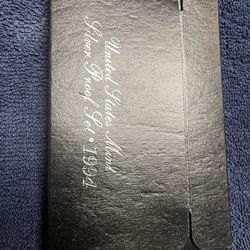 United States Mint
Silver Proof Set • 1994